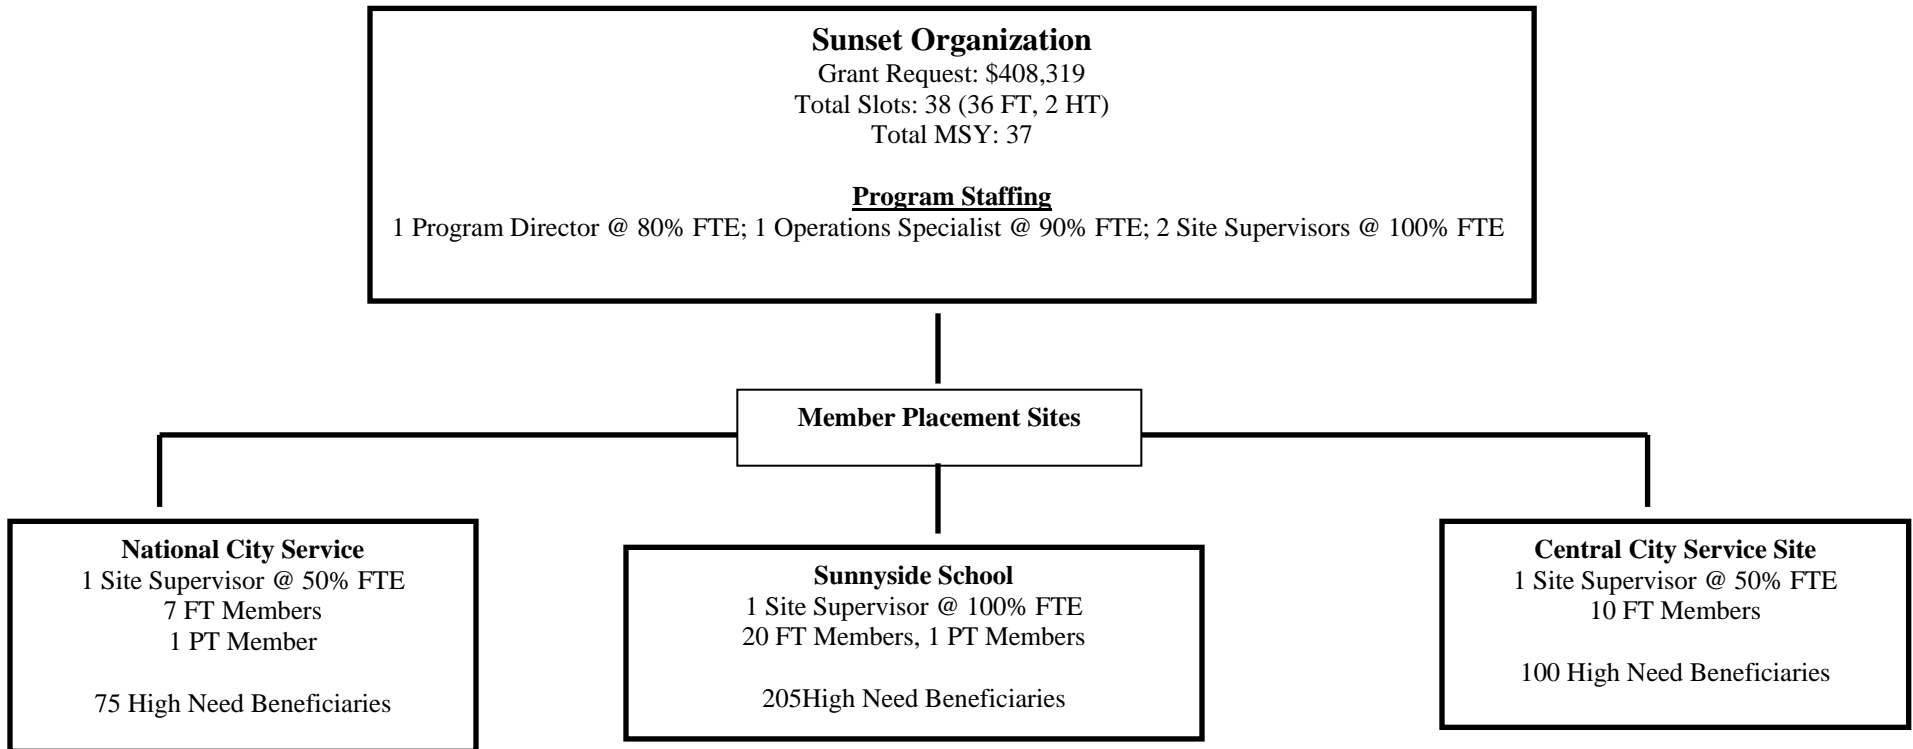 Sunset Organization
Grant Request: $408,319
Total Slots: 38 (36 FT, 2 HT)
Total MSY: 37
Program Staffing
1 Program Director @ 80% FTE; 1 Operations Specialist @ 90% FTE; 2 Site Supervisors @ 100% FTE
Member Placement Sites
National City Service
1 Site Supervisor @ 50% FTE
7 FT Members
1 PT Member
75 High Need Beneficiaries
Sunnyside School
1 Site Supervisor @ 100% FTE
20 FT Members, 1 PT Members
205High Need Beneficiaries
Central City Service Site
1 Site Supervisor @ 50% FTE
10 FT Members
100 High Need Beneficiaries